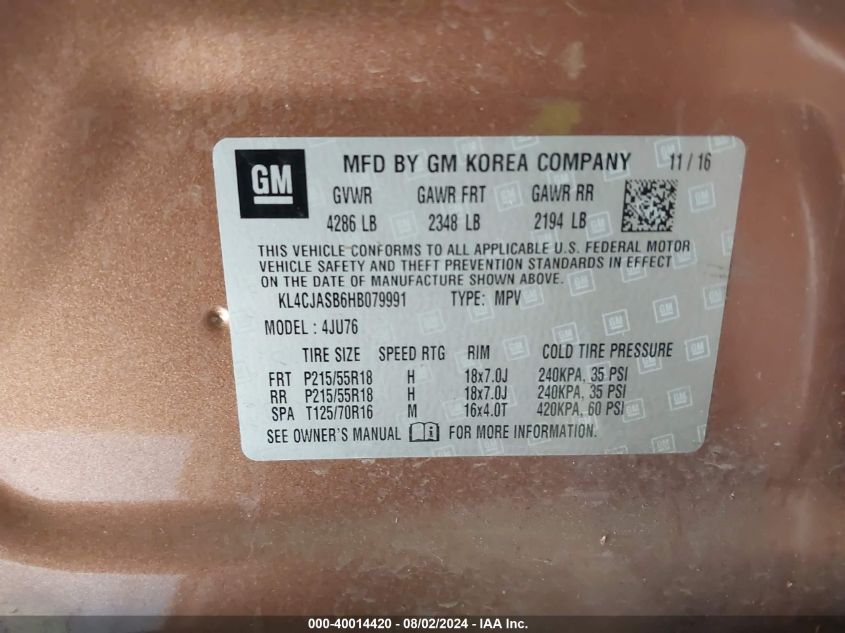 GM
MFD BY GM KOREA COMPANY 11/16
GVWR GAWR FRT GAWR RR
4286 LB 2348 LB 2194 LB
THIS VEHICLE CONFORMS TO ALL APPLICABLE U.S. FEDERAL MOTOR
VEHICLE SAFETY AND THEFT PREVENTION STANDARDS IN EFFECT
ON THE DATE OF MANUFACTURE SHOWN ABOVE.
KL4CJASB6HB079991 TYPE: MPV
MODEL : 4JU76
TIRE SIZE SPEED RTG RIM COLD TIRE PRESSURE
FRT P215/55R18 H 18x7.0J 240KPA, 35 PSI
RR P215/55R18 H 18x7.0J 240KPA, 35 PSI
SPA T125/70R16 M 16x4.0T 420KPA, 60 PSI
SEE OWNER'S MANUAL FOR MORE INFORMATION.
000-40014420 - 08/02/2024 - IAAI Inc.